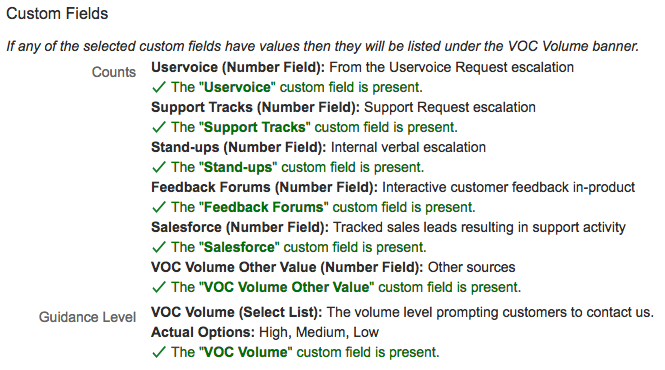 Custom Fields
If any of the selected custom fields have values then they will be listed under the VOC Volume banner.
Counts Uservoice (Number Field): From the Uservoice Request escalation
✓ The "Uservoice" custom field is present.
Support Tracks (Number Field): Support Request escalation
✓ The "Support Tracks" custom field is present.
Stand-ups (Number Field): Internal verbal escalation
✓ The "Stand-ups" custom field is present.
Feedback Forums (Number Field): Interactive customer feedback in-product
✓ The "Feedback Forums" custom field is present.
Salesforce (Number Field): Tracked sales leads resulting in support activity
✓ The "Salesforce" custom field is present.
VOC Volume Other Value (Number Field): Other sources
✓ The "VOC Volume Other Value" custom field is present.
Guidance Level VOC Volume (Select List): The volume level prompting customers to contact us.
Actual Options: High, Medium, Low
✓ The "VOC Volume" custom field is present.